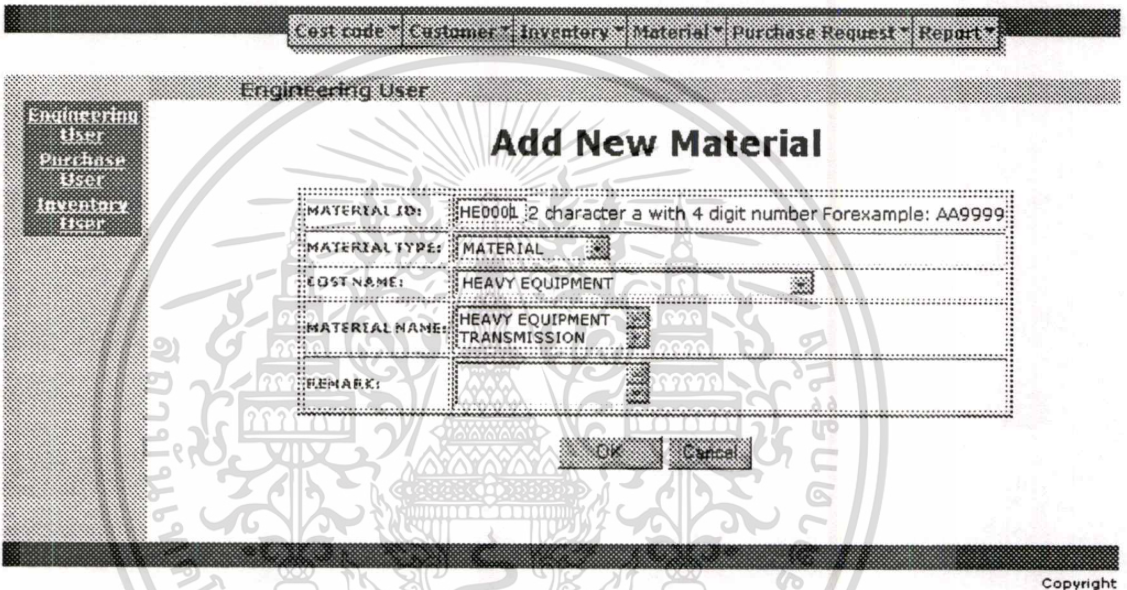 Cost code Customer Inventory Material Purchase Request Report
Engineering User
Engineering
User
Purchase
User
Inventory
User
Add New Material
MATERIAL ID: HE0001 2 character a with 4 digit number Forexample: AA9999
MATERIAL TYPE: MATERIAL
COST NAME: HEAVY EQUIPMENT
MATERIAL NAME: HEAVY EQUIPMENT
TRANSMISSION
REMARK:
OK Cancel
Copyright